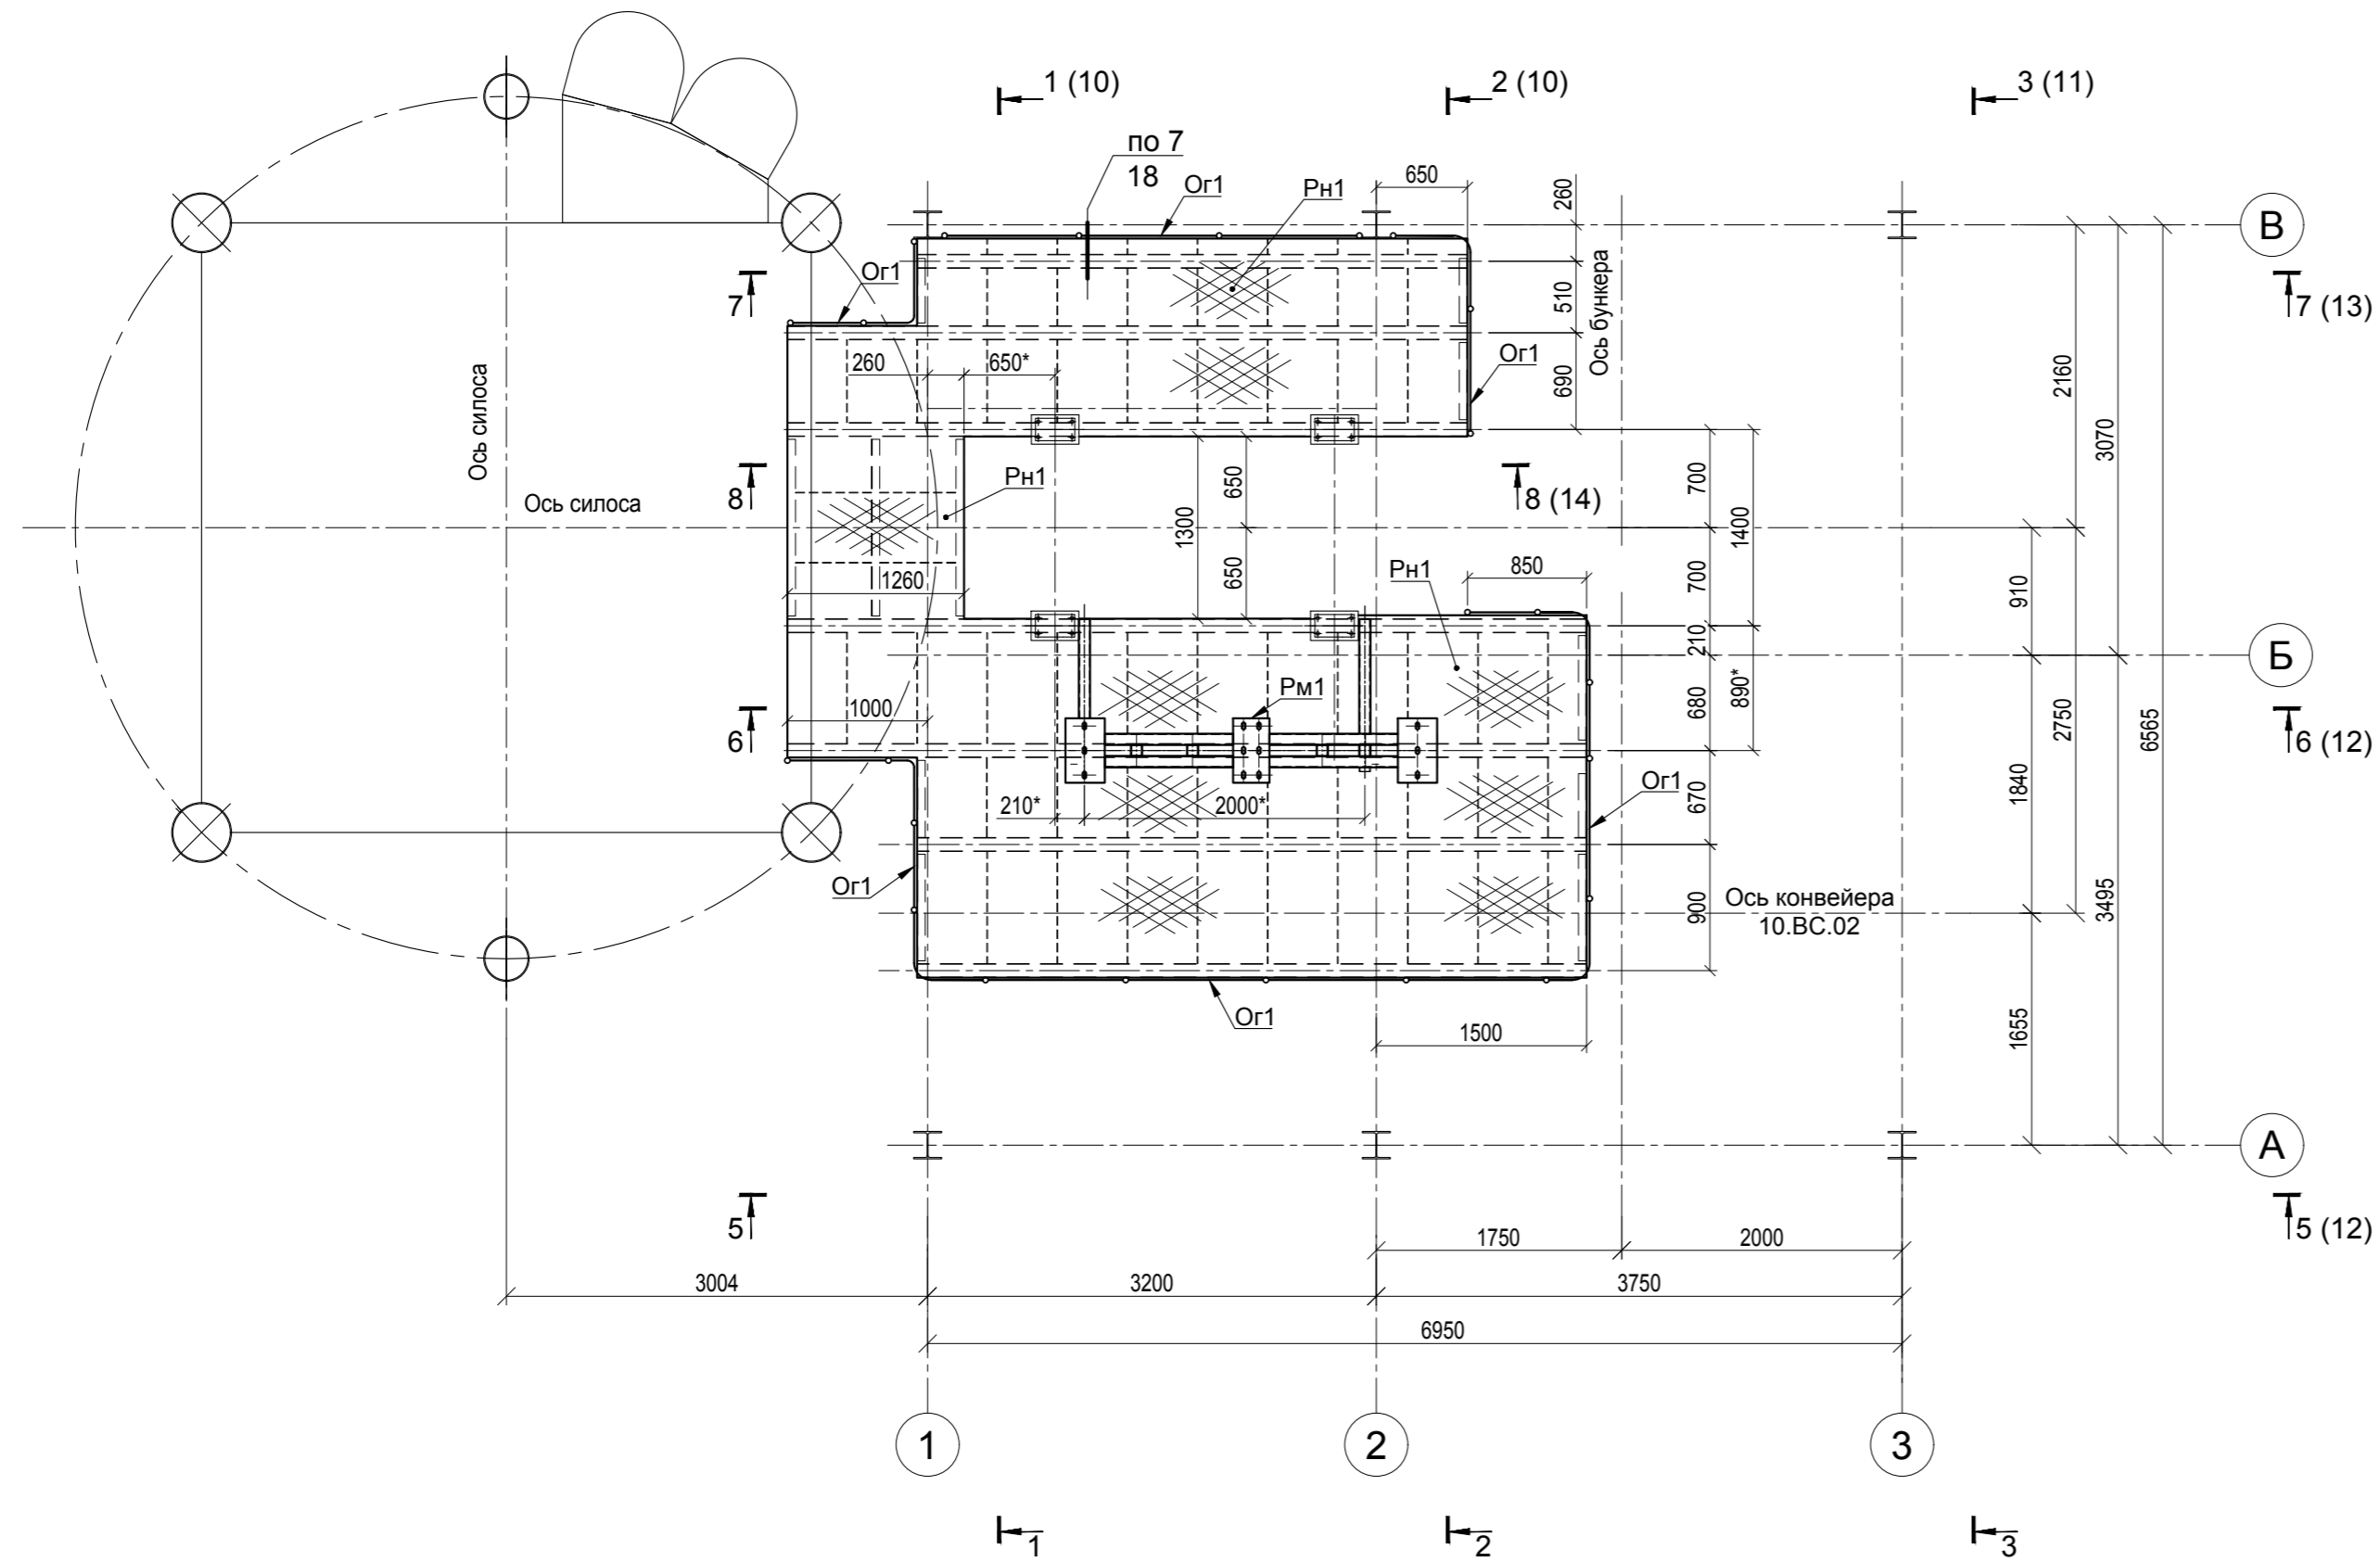 1 (10)
2 (10)
3 (11)
по 7
18
Ог1
Рн1
650
260
В
Ог1
7
510
Ось бункера
7 (13)
260
650*
Ог1
690
2160
Ось силоса
3070
8
Рн1
650
8 (14)
700
1400
Ось силоса
1300
1260
650
Рн1
850
700
910
210
Б
1000
Рм1
680
890*
6
2750
6565
6 (12)
210*
2000*
Ог1
670
1840
Ог1
900
Ось конвейера
10.ВС.02
3495
Ог1
1500
1655
А
5
1750
2000
5 (12)
3004
3200
3750
6950
1
2
3
1
2
3